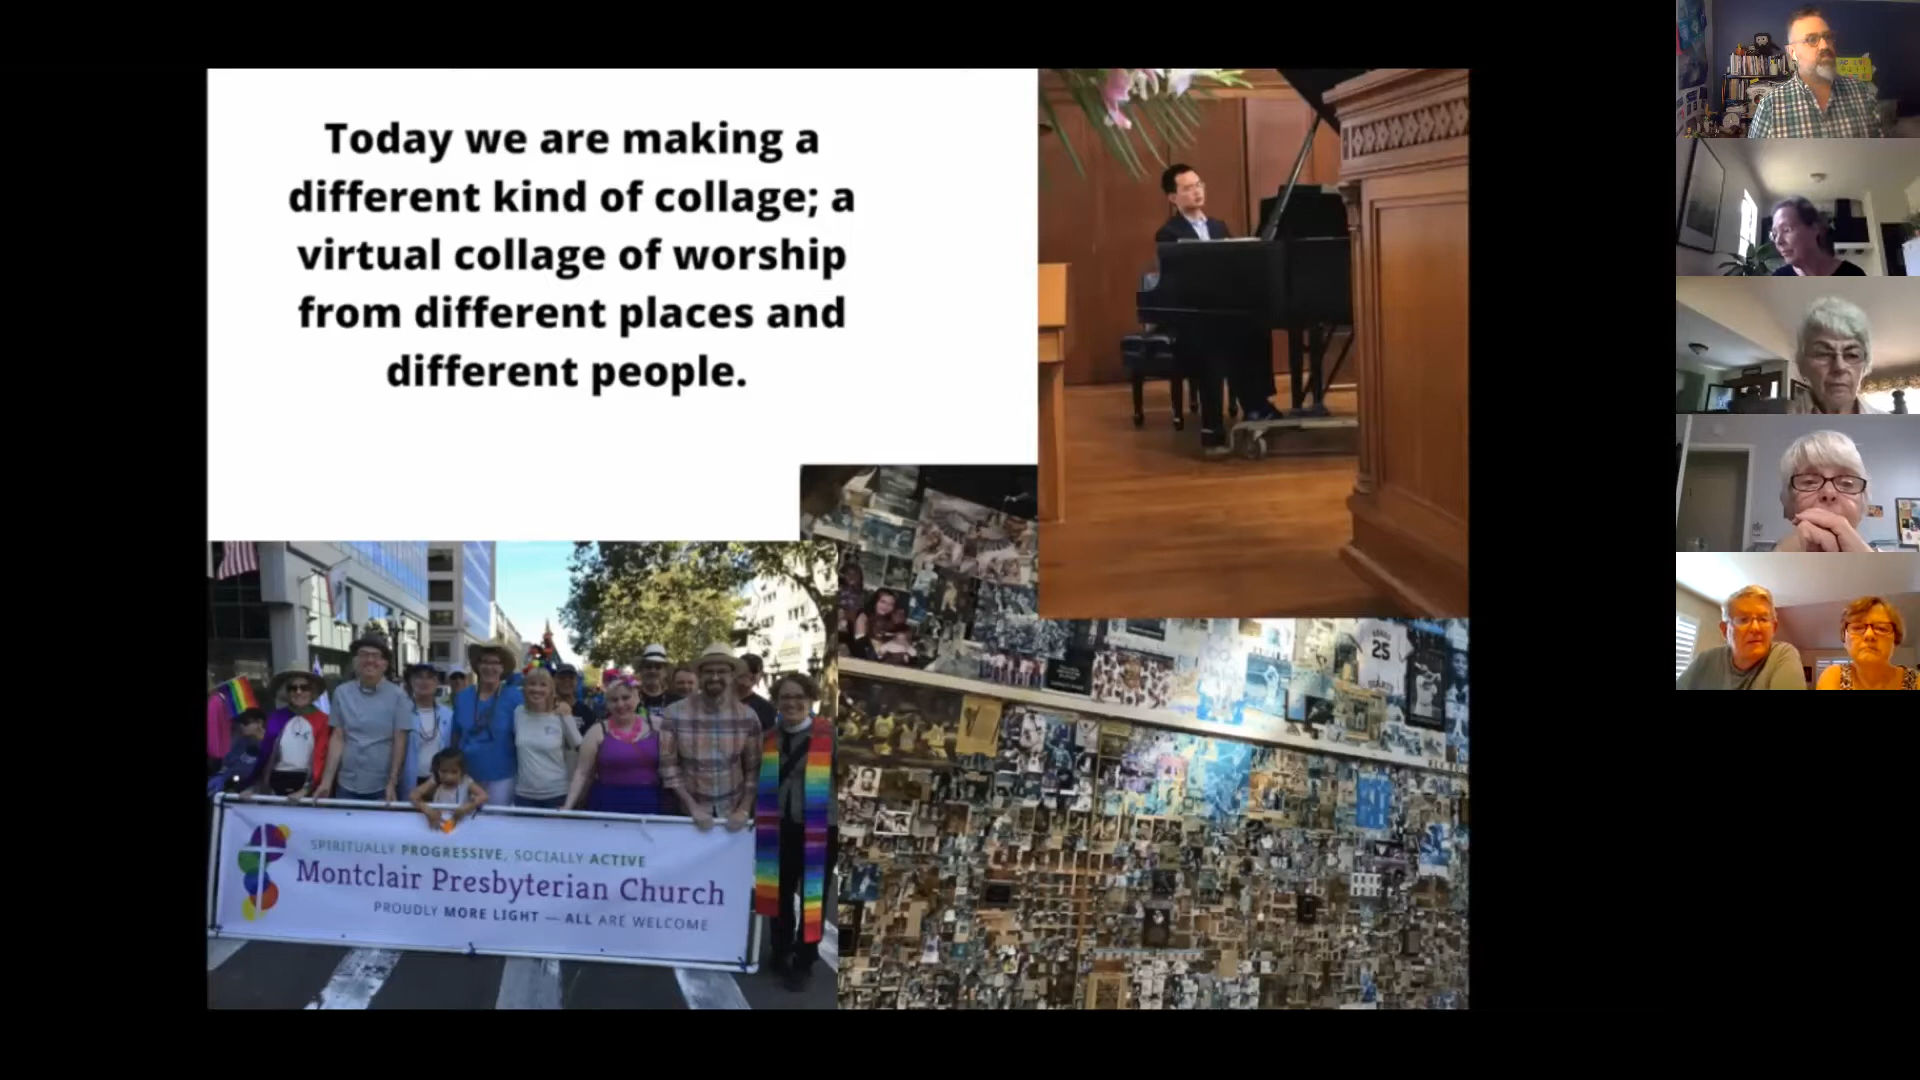 Today we are making a
different kind of collage; a
virtual collage of worship
from different places and
different people.
25
SPIRITUALLY PROGRESSIVE, SOCIALLY ACTIVE
Montclair Presbyterian Church
PROUDLY MORE LIGHT — ALL ARE WELCOME